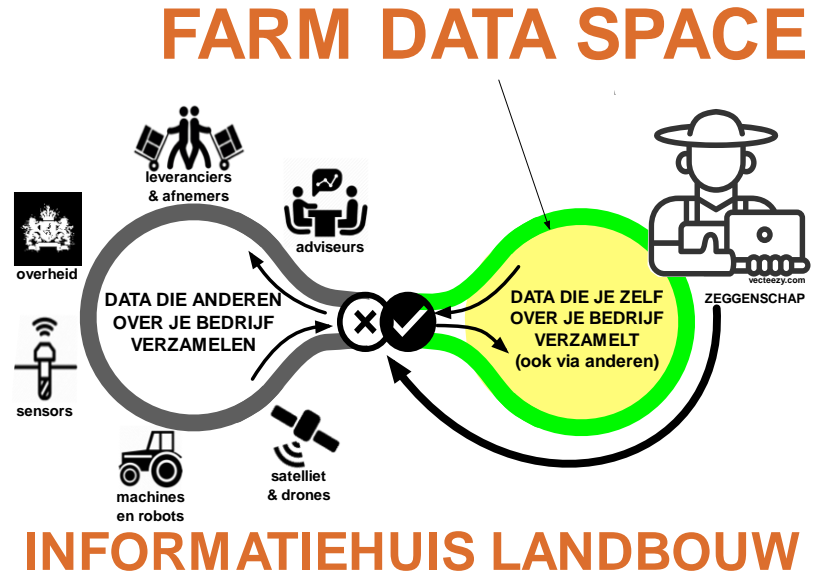 FARM DATA SPACE
leveranciers
& afnemers
adviseurs
overheid
DATA DIE ANDEREN
OVER JE BEDRIJF
VERZAMELEN
DATA DIE JE ZELF
OVER JE BEDRIJF
VERZAMELT
(ook via anderen)
vecteezy.com
ZEGGENSCHAP
sensors
machines
en robots
satelliet
& drones
INFORMATIEHUIS LANDBOUW